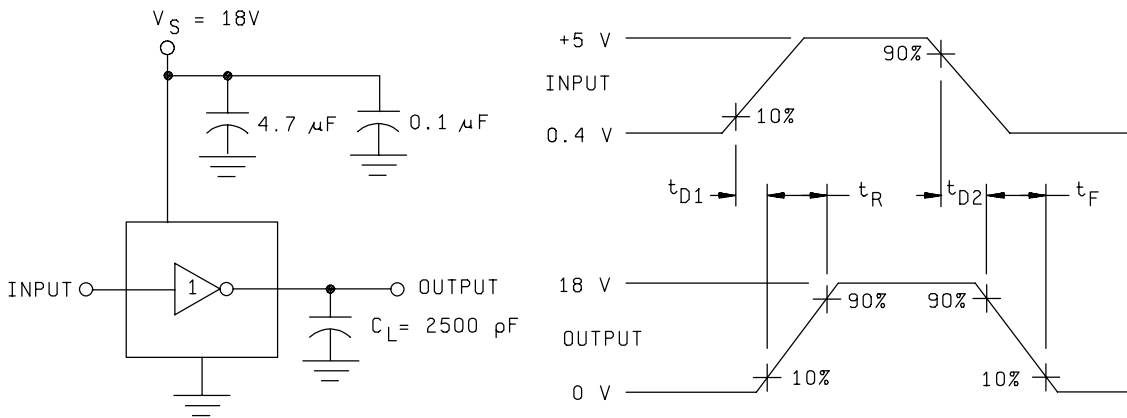 V_S = 18V
4.7 µF
0.1 µF
INPUT
1
OUTPUT
C_L= 2500 pF
+5 V
INPUT
0.4 V
10%
90%
t_D1
t_R
t_D2
t_F
18 V
OUTPUT
0 V
90%
90%
10%
10%